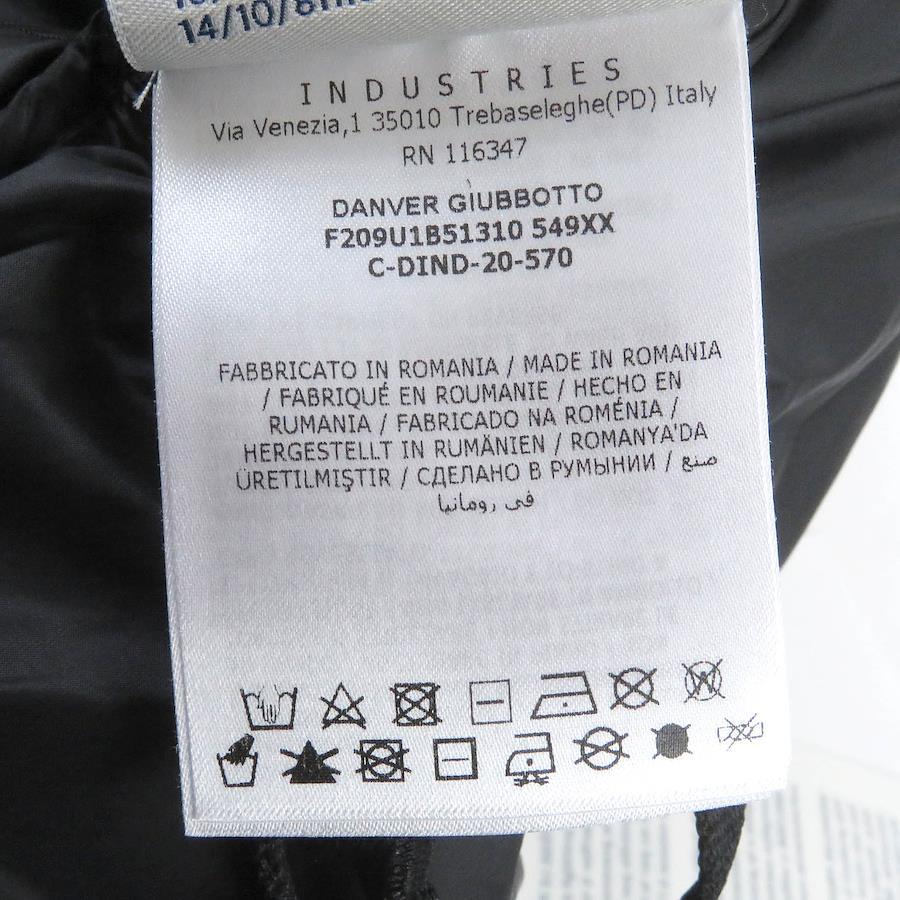 14/10/
INDUSTRIES
Via Venezia,1 35010 Trebaseleghe(PD) Italy
RN 116347
DANVER GIUBBOTTO
F209U1B51310 549XX
C-DIND-20-570
FABBRICATO IN ROMANIA / MADE IN ROMANIA
/ FABRIQUÉ EN ROUMANIE / HECHO EN
RUMANIA / FABRICADO NA ROMÉNIA /
HERGESTELLT IN RUMÄNIEN / ROMANYA'DA
ÜRETILMIŞTIR / СДЕЛАНО В РУМЫНИИ / صنع
في رومانيا